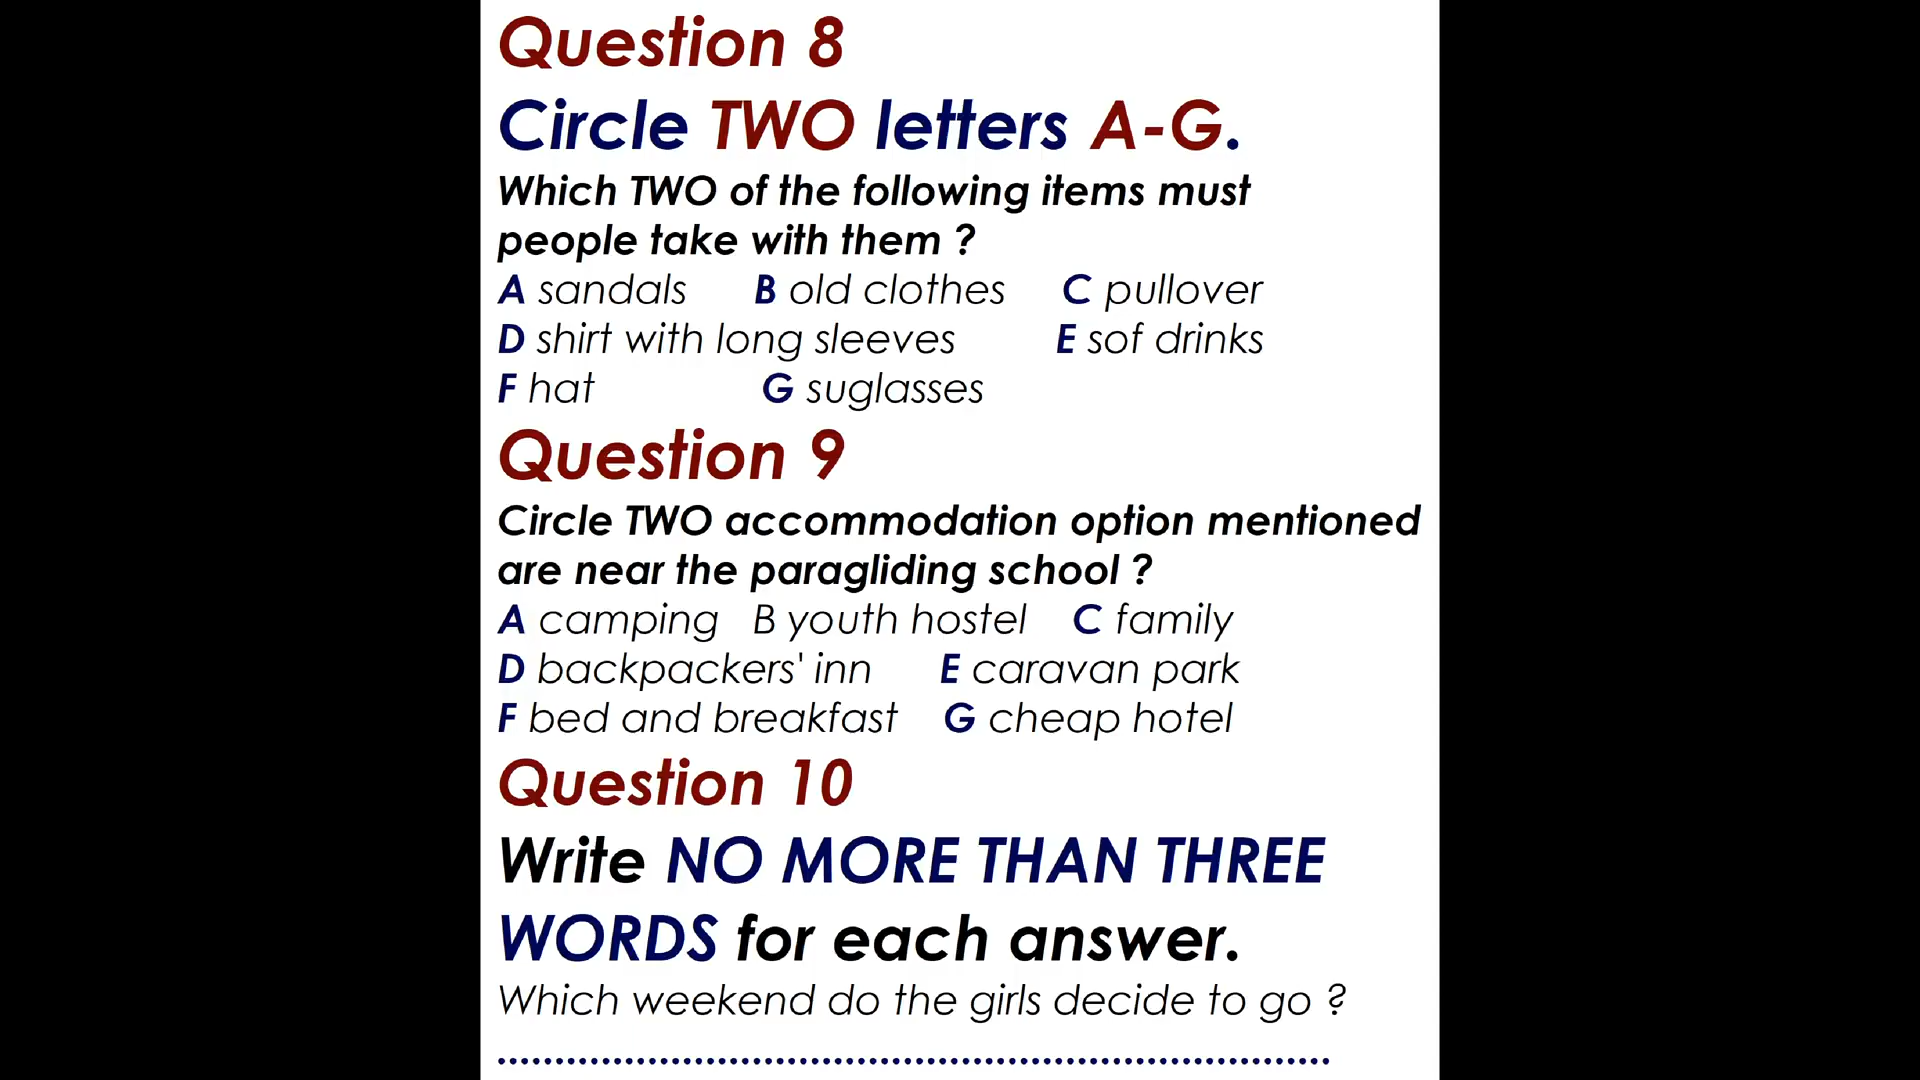 Question 8
Circle TWO letters A-G.
Which TWO of the following items must
people take with them ?
A sandals B old clothes C pullover
D shirt with long sleeves E sof drinks
F hat G suglasses
Question 9
Circle TWO accommodation option mentioned
are near the paragliding school ?
A camping B youth hostel C family
D backpackers' inn E caravan park
F bed and breakfast G cheap hotel
Question 10
Write NO MORE THAN THREE
WORDS for each answer.
Which weekend do the girls decide to go ?
........................................................................